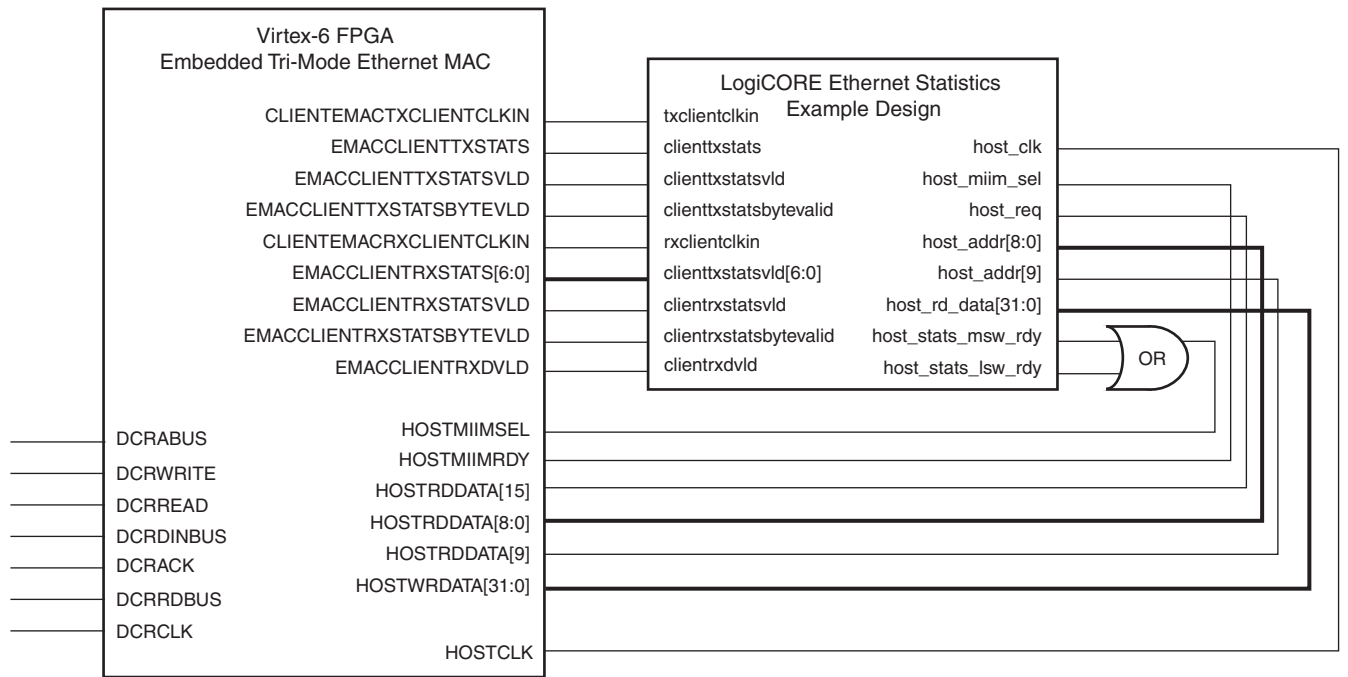 Virtex-6 FPGA
Embedded Tri-Mode Ethernet MAC
CLIENTEMACTXCLIENTCLKIN
EMACCLIENTTXSTATS
EMACCLIENTTXSTATSVLD
EMACCLIENTTXSTATSBYTEVLD
CLIENTEMACRXCLIENTCLKIN
EMACCLIENTRXSTATS[6:0]
EMACCLIENTRXSTATSVLD
EMACCLIENTRXSTATSBYTEVLD
EMACCLIENTRXDVLD
DCRABUS
DCRWRITE
DCRREAD
DCRDINBUS
DCRACK
DCRRDBUS
DCRCLK
HOSTMIIMSEL
HOSTMIIMRDY
HOSTRDDATA[15]
HOSTRDDATA[8:0]
HOSTRDDATA[9]
HOSTWRDATA[31:0]
HOSTCLK
LogiCORE Ethernet Statistics
Example Design
txclientclkin
clienttxstats
clienttxstatsvld
clienttxstatsbytevalid
rxclientclkin
clienttxstatsvld[6:0]
clientrxstatsvld
clientrxstatsbytevalid
clientrxdvld
host_clk
host_miim_sel
host_req
host_addr[8:0]
host_addr[9]
host_rd_data[31:0]
host_stats_msw_rdy
host_stats_lsw_rdy
OR